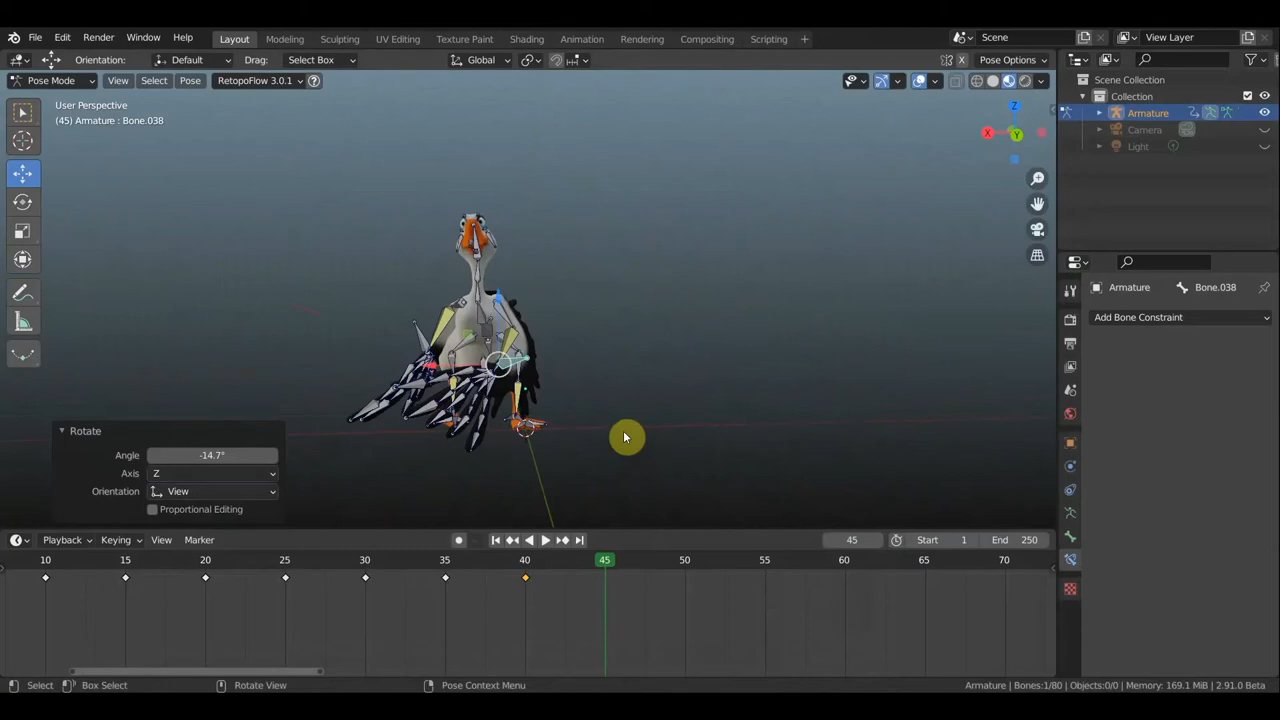 File Edit Render Window Help Layout Modeling Sculpting UV Editing Texture Paint Shading Animation Rendering Compositing Scripting + Scene View Layer
Orientation: Default Drag: Select Box Global X Pose Options
Pose Mode View Select Pose RetopoFlow 3.0.1 ?
User Perspective
(45) Armature : Bone.038
Z
X
Y
Scene Collection
Collection
Armature
Camera
Light
Armature Bone.038
Add Bone Constraint
Rotate
Angle -14.7°
Axis Z
Orientation View
Proportional Editing
Playback Keying View Marker 45 Start 1 End 250
10 15 20 25 30 35 40 45 50 55 60 65 70
Select Box Select Rotate View Pose Context Menu Armature | Bones:1/80 | Objects:0/0 | Memory: 169.1 MiB | 2.91.0 Beta